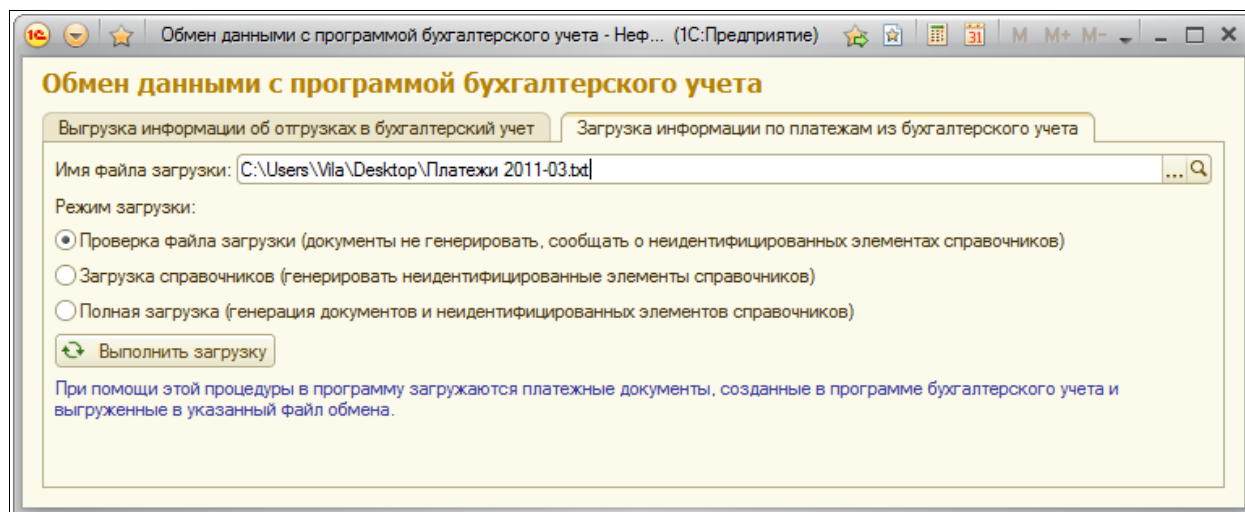 1С Обмен данными с программой бухгалтерского учета - Неф... (1С:Предприятие) 31 M M+ M-
Обмен данными с программой бухгалтерского учета
Выгрузка информации об отгрузках в бухгалтерский учет Загрузка информации по платежам из бухгалтерского учета
Имя файла загрузки: C:\Users\Vila\Desktop\Платежи 2011-03.txt ...
Режим загрузки:
Проверка файла загрузки (документы не генерировать, сообщать о неидентифицированных элементах справочников)
Загрузка справочников (генерировать неидентифицированные элементы справочников)
Полная загрузка (генерация документов и неидентифицированных элементов справочников)
Выполнить загрузку
При помощи этой процедуры в программу загружаются платежные документы, созданные в программе бухгалтерского учета и
выгруженные в указанный файл обмена.